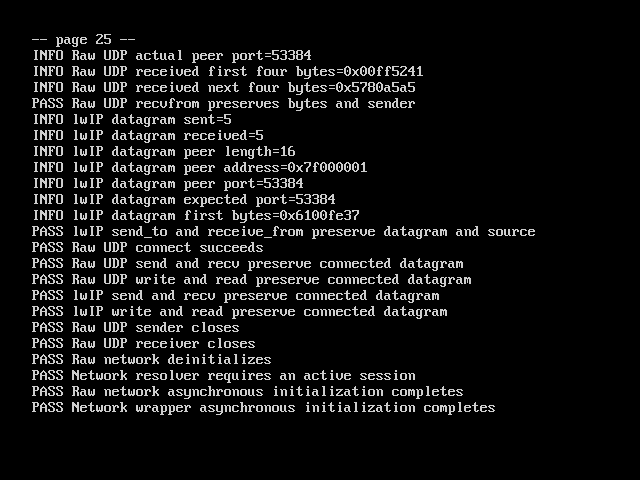 -- page 25 --
INFO Raw UDP actual peer port=53384
INFO Raw UDP received first four bytes=0x00ff5241
INFO Raw UDP received next four bytes=0x5780a5a5
PASS Raw UDP recvfrom preserves bytes and sender
INFO lwIP datagram sent=5
INFO lwIP datagram received=5
INFO lwIP datagram peer length=16
INFO lwIP datagram peer address=0x7f000001
INFO lwIP datagram peer port=53384
INFO lwIP datagram expected port=53384
INFO lwIP datagram first bytes=0x6100fe37
PASS lwIP send_to and receive_from preserve datagram and source
PASS Raw UDP connect succeeds
PASS Raw UDP send and recv preserve connected datagram
PASS Raw UDP write and read preserve connected datagram
PASS lwIP send and recv preserve connected datagram
PASS lwIP write and read preserve connected datagram
PASS Raw UDP sender closes
PASS Raw UDP receiver closes
PASS Raw network deinitializes
PASS Network resolver requires an active session
PASS Raw network asynchronous initialization completes
PASS Network wrapper asynchronous initialization completes